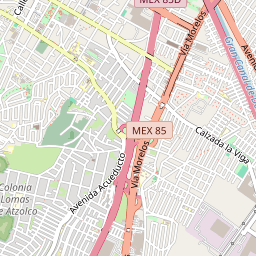 MEX 85D
Vía Morelos
Gran Canal de
MEX 85
Calzada la Viga
Vía Morelos
Avenida Acueducto
Colonia
Lomas
e Atzolco